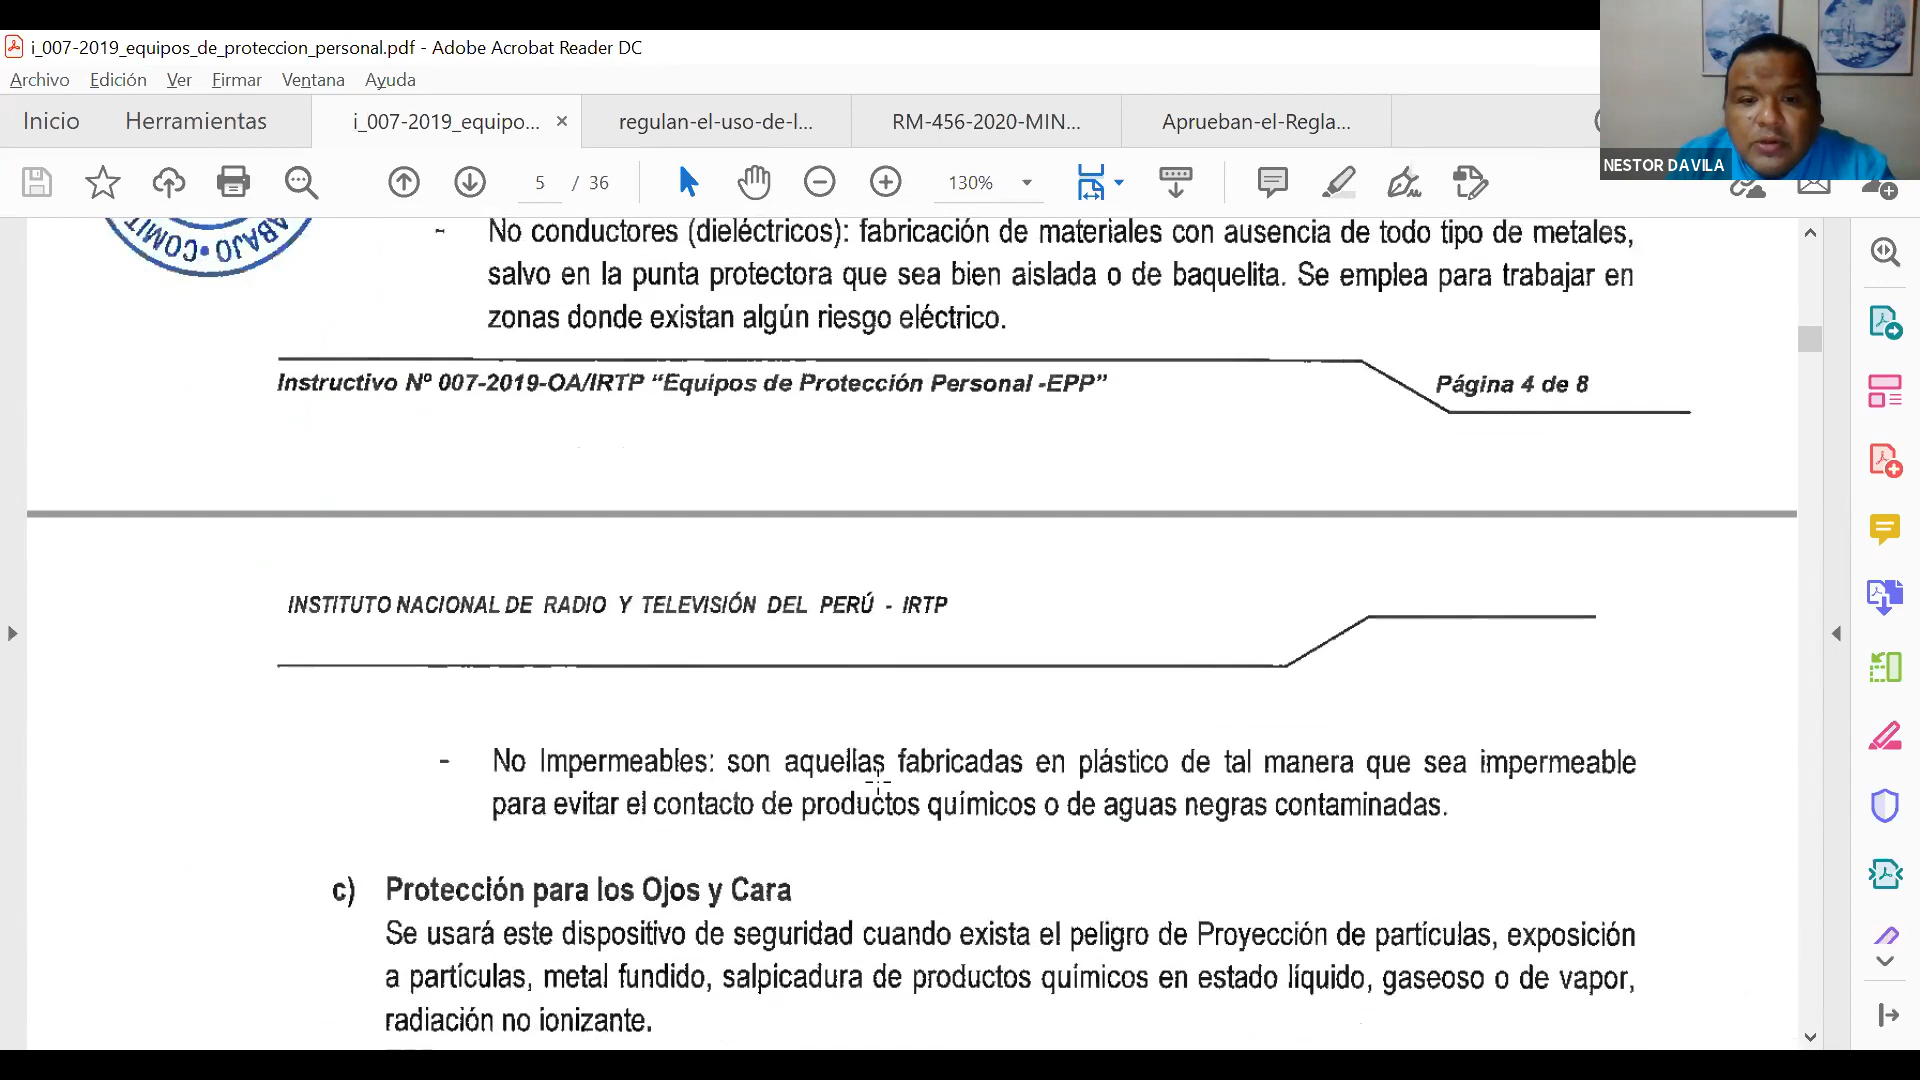 i_007-2019_equipos_de_proteccion_personal.pdf - Adobe Acrobat Reader DC
Archivo Edición Ver Firmar Ventana Ayuda
Inicio Herramientas i_007-2019_equipo... × regulan-el-uso-de-l... RM-456-2020-MIN... Aprueban-el-Regla...
NESTOR DAVILA
5 / 36 130%
ABAJO • COMIT
- No conductores (dieléctricos): fabricación de materiales con ausencia de todo tipo de metales,
salvo en la punta protectora que sea bien aislada o de baquelita. Se emplea para trabajar en
zonas donde existan algún riesgo eléctrico.
Instructivo Nº 007-2019-OA/IRTP “Equipos de Protección Personal -EPP” Página 4 de 8
INSTITUTO NACIONAL DE RADIO Y TELEVISIÓN DEL PERÚ - IRTP
- No Impermeables: son aquellas fabricadas en plástico de tal manera que sea impermeable
para evitar el contacto de productos químicos o de aguas negras contaminadas.
c) Protección para los Ojos y Cara
Se usará este dispositivo de seguridad cuando exista el peligro de Proyección de partículas, exposición
a partículas, metal fundido, salpicadura de productos químicos en estado líquido, gaseoso o de vapor,
radiación no ionizante.